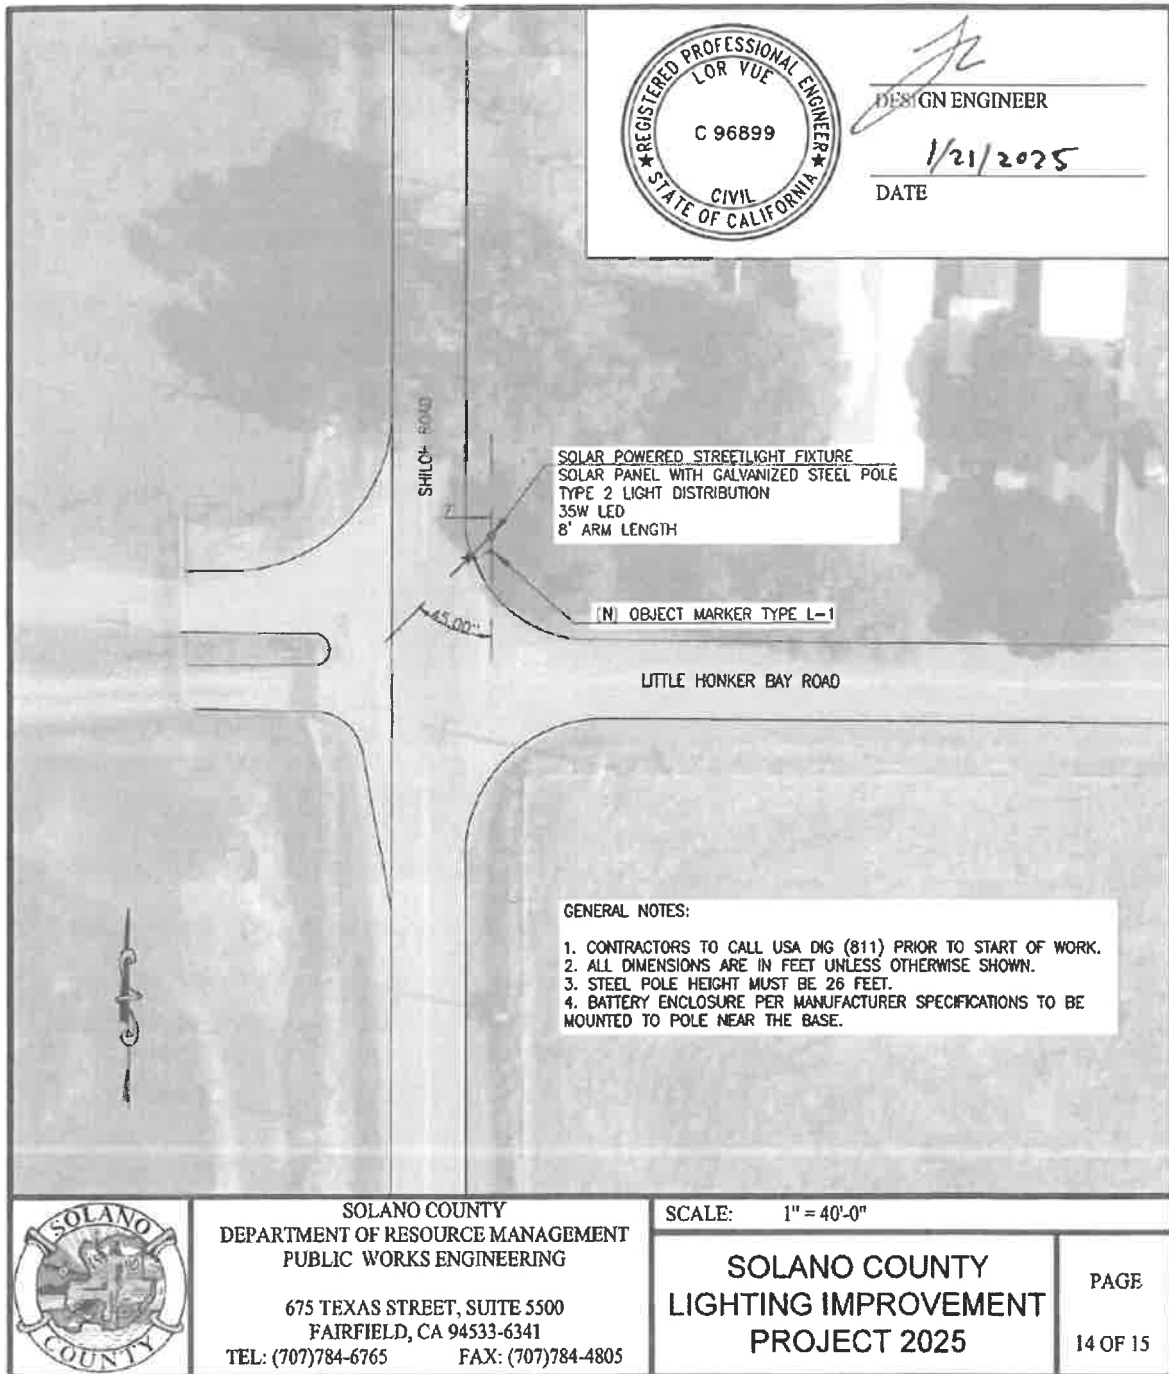 REGISTERED PROFESSIONAL ENGINEER
LOR VUE
C 96899
CIVIL
STATE OF CALIFORNIA
DESIGN ENGINEER
1/21/2025
DATE
SHILOH ROAD
SOLAR POWERED STREETLIGHT FIXTURE
SOLAR PANEL WITH GALVANIZED STEEL POLE
TYPE 2 LIGHT DISTRIBUTION
35W LED
8' ARM LENGTH
7'
(N) OBJECT MARKER TYPE L-1
45.00°
LITTLE HONKER BAY ROAD
GENERAL NOTES:
1. CONTRACTORS TO CALL USA DIG (811) PRIOR TO START OF WORK.
2. ALL DIMENSIONS ARE IN FEET UNLESS OTHERWISE SHOWN.
3. STEEL POLE HEIGHT MUST BE 26 FEET.
4. BATTERY ENCLOSURE PER MANUFACTURER SPECIFICATIONS TO BE
MOUNTED TO POLE NEAR THE BASE.
SOLANO
COUNTY
SOLANO COUNTY
DEPARTMENT OF RESOURCE MANAGEMENT
PUBLIC WORKS ENGINEERING
675 TEXAS STREET, SUITE 5500
FAIRFIELD, CA 94533-6341
TEL: (707)784-6765 FAX: (707)784-4805
SCALE: 1" = 40'-0"
SOLANO COUNTY
LIGHTING IMPROVEMENT
PROJECT 2025
PAGE
14 OF 15